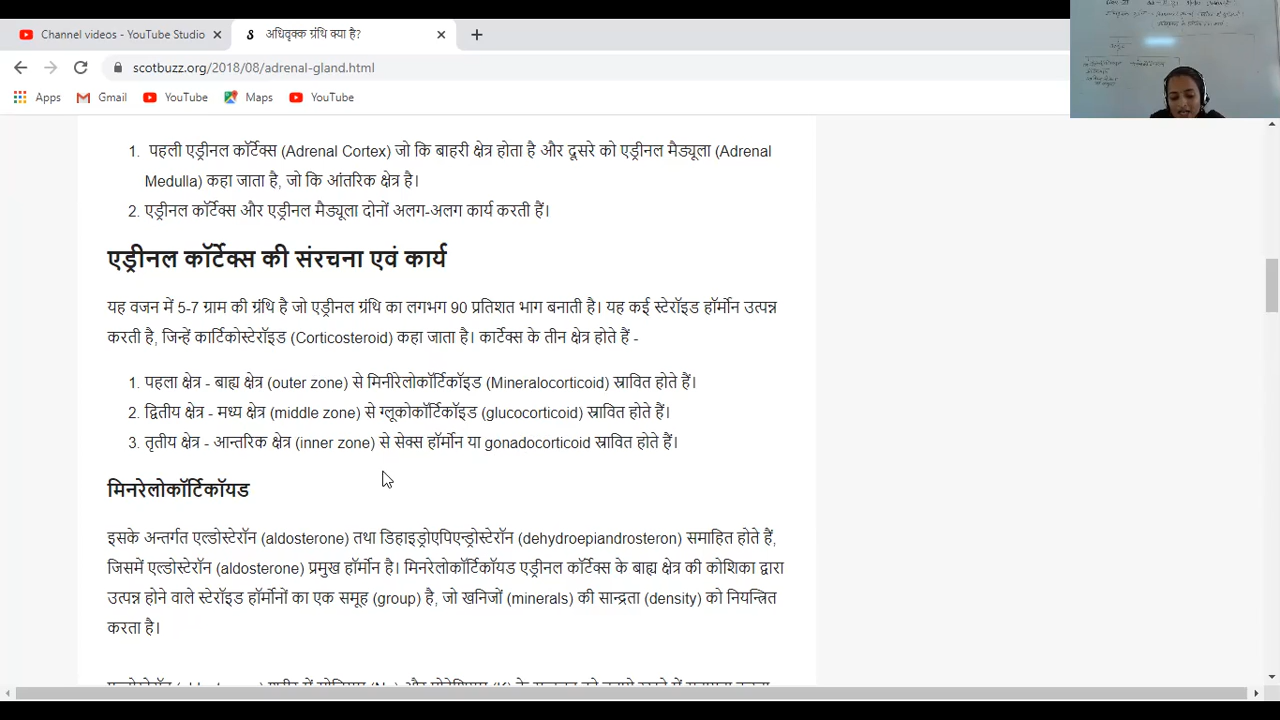 Channel videos - YouTube Studio
अधिवृक्क ग्रंथि क्या है?
scotbuzz.org/2018/08/adrenal-gland.html
Apps Gmail YouTube Maps YouTube
1. पहली एड्रीनल कॉर्टेक्स (Adrenal Cortex) जो कि बाहरी क्षेत्र होता है और दूसरे को एड्रीनल मैड्यूला (Adrenal
Medulla) कहा जाता है, जो कि आंतरिक क्षेत्र है।
2. एड्रीनल कॉर्टेक्स और एड्रीनल मैड्यूला दोनों अलग-अलग कार्य करती हैं।
एड्रीनल कॉर्टेक्स की संरचना एवं कार्य
यह वजन में 5-7 ग्राम की ग्रंथि है जो एड्रीनल ग्रंथि का लगभग 90 प्रतिशत भाग बनाती है। यह कई स्टेरॉइड हॉर्मोन उत्पन्न
करती है, जिन्हें कार्टिकोस्टेरॉइड (Corticosteroid) कहा जाता है। कार्टेक्स के तीन क्षेत्र होते हैं -
1. पहला क्षेत्र - बाह्य क्षेत्र (outer zone) से मिनीरेलोकॉर्टिकॉइड (Mineralocorticoid) स्रावित होते हैं।
2. द्वितीय क्षेत्र - मध्य क्षेत्र (middle zone) से ग्लूकोकॉर्टिकॉइड (glucocorticoid) स्रावित होते हैं।
3. तृतीय क्षेत्र - आन्तरिक क्षेत्र (inner zone) से सेक्स हॉर्मोन या gonadocorticoid स्रावित होते हैं।
मिनरेलोकॉर्टिकॉयड
इसके अन्तर्गत एल्डोस्टेरॉन (aldosterone) तथा डिहाइड्रोएपिएन्ड्रोस्टेरॉन (dehydroepiandrosteron) समाहित होते हैं,
जिसमें एल्डोस्टेरॉन (aldosterone) प्रमुख हॉर्मोन है। मिनरेलोकॉर्टिकॉयड एड्रीनल कॉर्टेक्स के बाह्य क्षेत्र की कोशिका द्वारा
उत्पन्न होने वाले स्टेरॉइड हॉर्मोनों का एक समूह (group) है, जो खनिजों (minerals) की सान्द्रता (density) को नियन्त्रित
करता है।